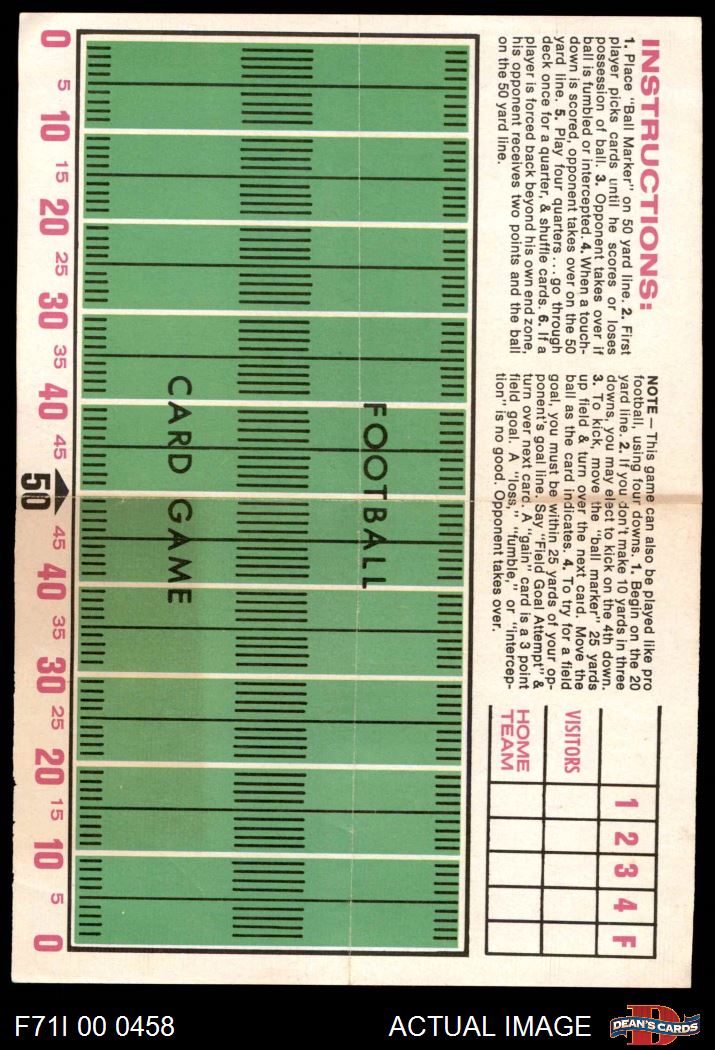 INSTRUCTIONS:
1. Place "Ball Marker" on 50 yard line. 2. First
player picks cards until he scores or loses
possession of ball. 3. Opponent takes over if
ball is fumbled or intercepted. 4. When a touch-
down is scored, opponent takes over on the 50
yard line. 5. Play four quarters ... go through
deck once for a quarter, & shuffle cards. 6. If a
player is forced back beyond his own end zone,
his opponent receives two points and the ball
on the 50 yard line.
NOTE — This game can also be played like pro
football, using four downs. 1. Begin on the 20
yard line. 2. If you don't make 10 yards in three
downs, you may elect to kick on the 4th down.
3. To kick, move the "ball marker" 25 yards
up field & turn over the next card. Move the
ball as the card indicates. 4. To try for a field
goal, you must be within 25 yards of your op-
ponent's goal line. Say "Field Goal Attempt" &
turn over next card. A "gain" card is a 3 point
field goal. A "loss," "fumble," or "intercep-
tion" is no good. Opponent takes over.
1 2 3 4 F
VISITORS
HOME
TEAM
FOOTBALL
CARD GAME
0 5 10 15 20 25 30 35 40 45 50 45 40 35 30 25 20 15 10 5 0
F71I 00 0458
ACTUAL IMAGE
D
DEAN'S CARDS